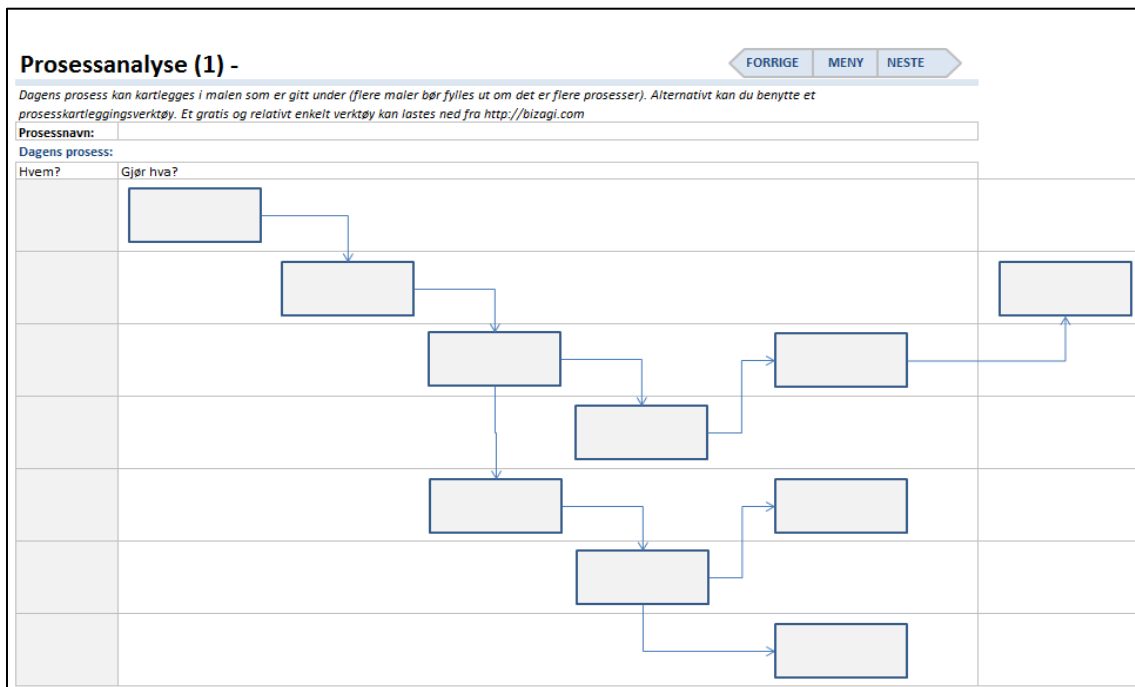 Prosessanalyse (1) -
FORRIGE MENY NESTE
Dagens prosess kan kartlegges i malen som er gitt under (flere maler bør fylles ut om det er flere prosesser). Alternativt kan du benytte et
prosesskartleggingsverktøy. Et gratis og relativt enkelt verktøy kan lastes ned fra http://bizagi.com
Prosessnavn:
Dagens prosess:
Hvem? Gjør hva?